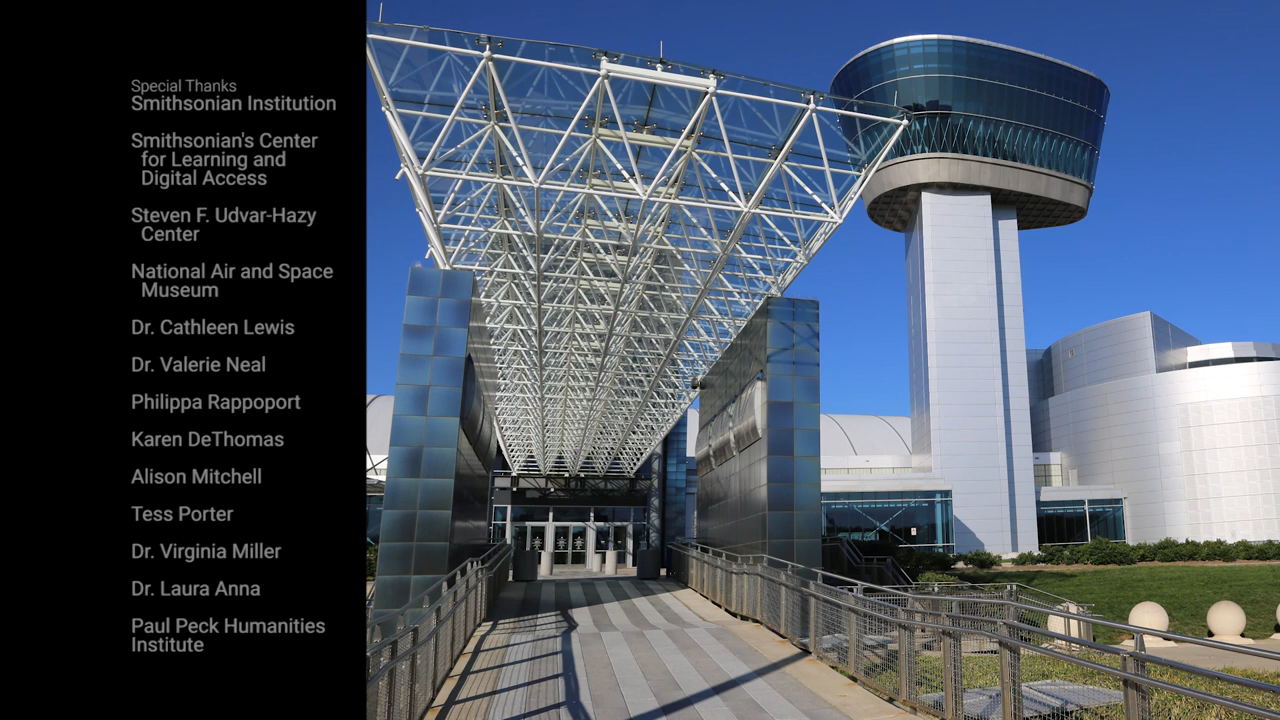 Special Thanks
Smithsonian Institution
Smithsonian's Center
for Learning and
Digital Access
Steven F. Udvar-Hazy
Center
National Air and Space
Museum
Dr. Cathleen Lewis
Dr. Valerie Neal
Philippa Rappoport
Karen DeThomas
Alison Mitchell
Tess Porter
Dr. Virginia Miller
Dr. Laura Anna
Paul Peck Humanities
Institute